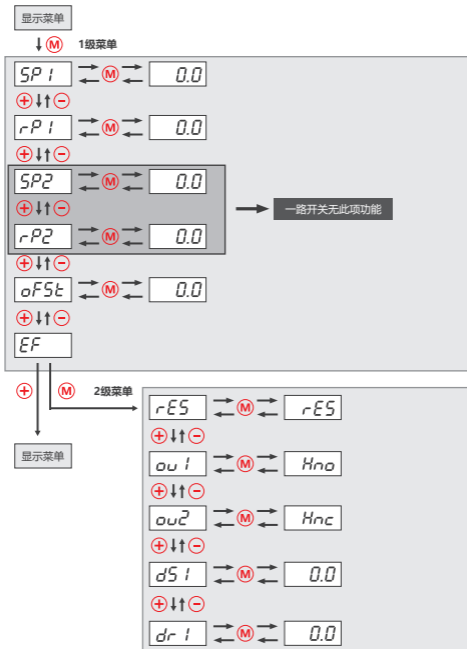 显示菜单
M 1级菜单
SP1 M 0.0
+ -
rP1 M 0.0
+ -
SP2 M 0.0
+ - 一路开关无此项功能
rP2 M 0.0
+ -
oFSt M 0.0
+ -
EF
+ M 2级菜单
rES M rES
+ -
显示菜单
ou1 M Hno
+ -
ou2 M Hnc
+ -
dS1 M 0.0
+ -
dr1 M 0.0